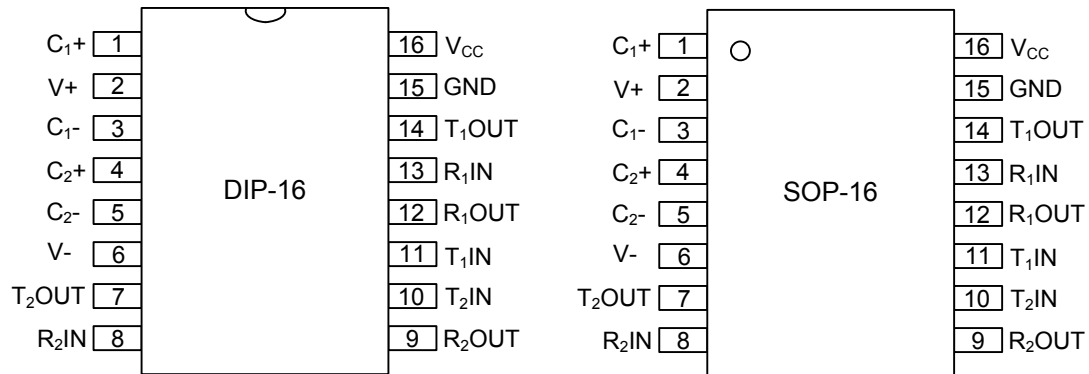 C₁+ 1 16 V_CC
V+ 2 15 GND
C₁- 3 14 T₁OUT
C₂+ 4 13 R₁IN
DIP-16
C₂- 5 12 R₁OUT
V- 6 11 T₁IN
T₂OUT 7 10 T₂IN
R₂IN 8 9 R₂OUT
C₁+ 1 16 V_CC
V+ 2 15 GND
C₁- 3 14 T₁OUT
C₂+ 4 13 R₁IN
SOP-16
C₂- 5 12 R₁OUT
V- 6 11 T₁IN
T₂OUT 7 10 T₂IN
R₂IN 8 9 R₂OUT